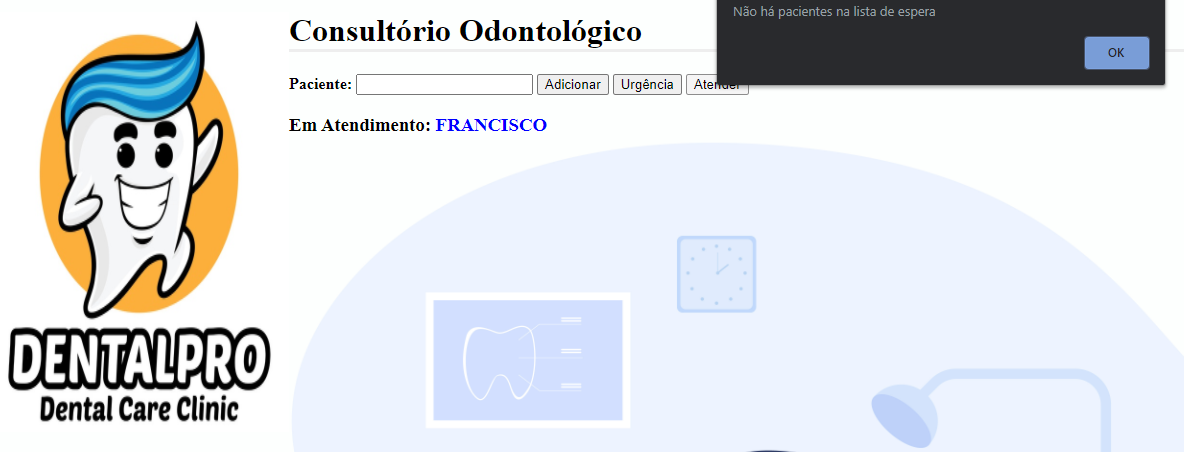 Consultório Odontológico
Não há pacientes na lista de espera
OK
Paciente: Adicionar Urgência Atender
Em Atendimento: FRANCISCO
DENTALPRO
Dental Care Clinic